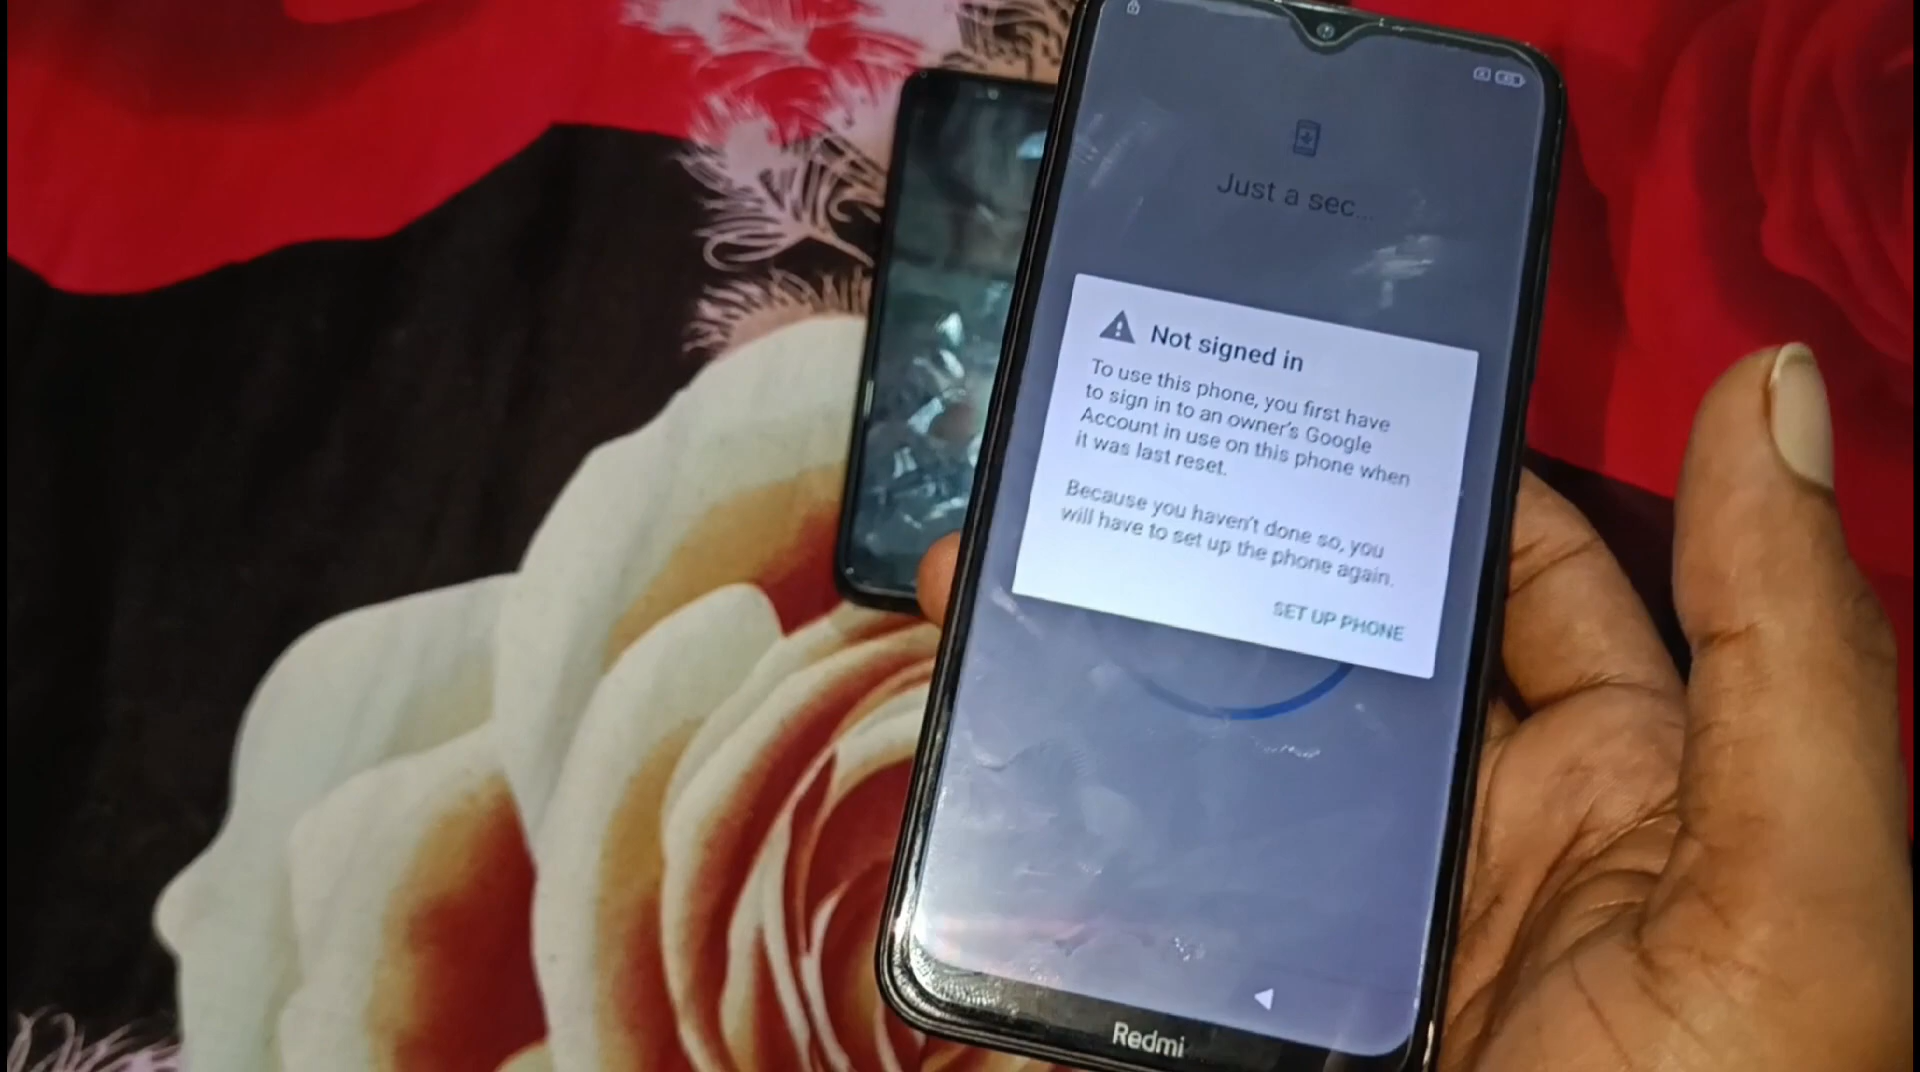 Just a sec...
Not signed in
To use this phone, you first have
to sign in to an owner's Google
Account in use on this phone when
it was last reset.
Because you haven't done so, you
will have to set up the phone again.
SET UP PHONE
Redmi